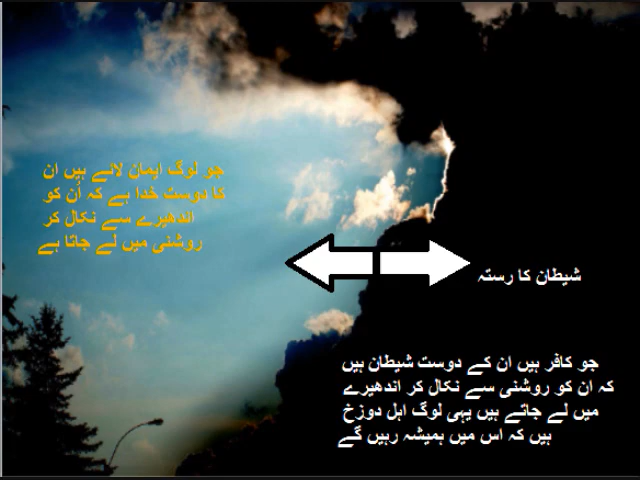 جو لوگ ایمان لائے ہیں ان
کا دوست خدا ہے کہ اُن کو
اندھیرے سے نکال کر
روشنی میں لے جاتا ہے
شیطان کا رستہ
جو کافر ہیں ان کے دوست شیطان ہیں
کہ ان کو روشنی سے نکال کر اندھیرے
میں لے جاتے ہیں یہی لوگ اہل دوزخ
ہیں کہ اس میں ہمیشہ رہیں گے